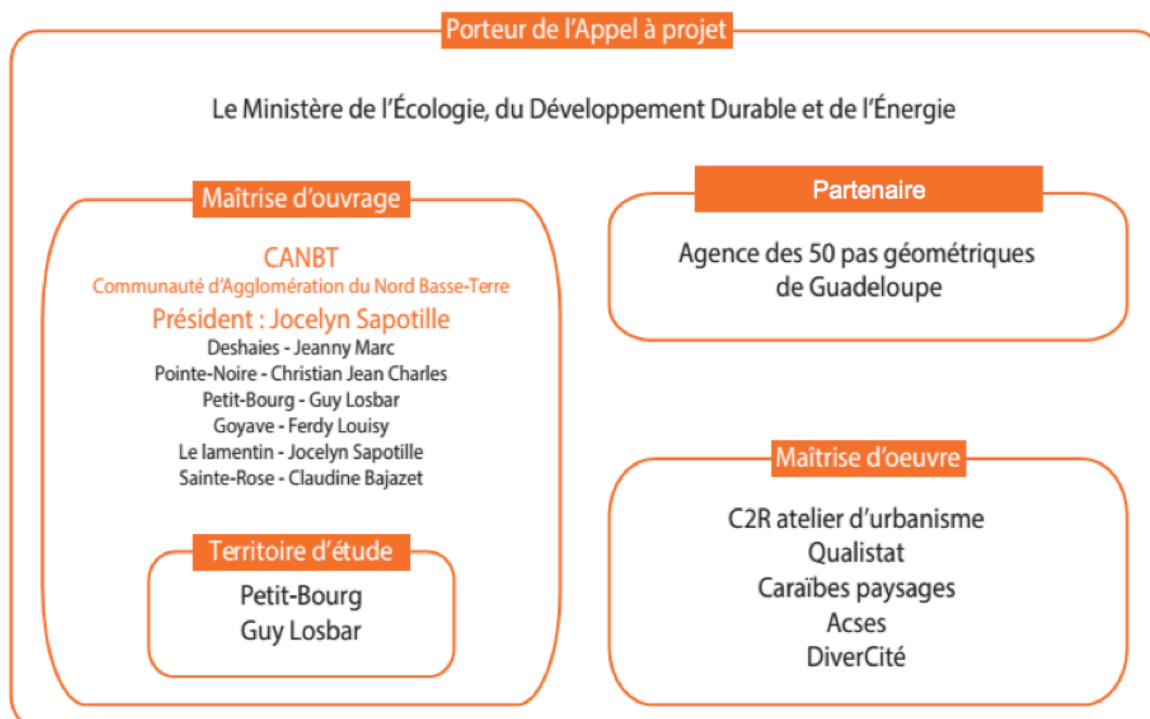 Porteur de l'Appel à projet
Le Ministère de l'Écologie, du Développement Durable et de l'Énergie
Maîtrise d'ouvrage
CANBT
Communauté d'Agglomération du Nord Basse-Terre
Président : Jocelyn Sapotille
Deshaies - Jeanny Marc
Pointe-Noire - Christian Jean Charles
Petit-Bourg - Guy Losbar
Goyave - Ferdy Louisy
Le lamentin - Jocelyn Sapotille
Sainte-Rose - Claudine Bajazet
Territoire d'étude
Petit-Bourg
Guy Losbar
Partenaire
Agence des 50 pas géométriques
de Guadeloupe
Maîtrise d'oeuvre
C2R atelier d'urbanisme
Qualistat
Caraïbes paysages
Acses
DiverCité